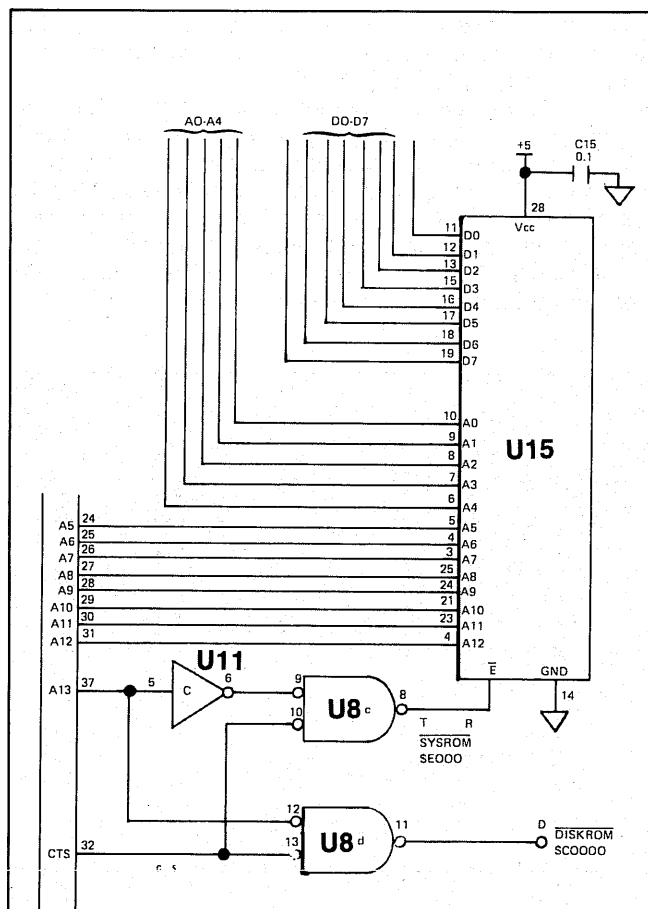 A0-A4
D0-D7
+5
C15
0.1
28
Vcc
11 D0
12 D1
13 D2
15 D3
16 D4
17 D5
18 D6
19 D7
10 A0
9 A1
8 A2
7 A3
6 A4
A5 24 5 A5
A6 25 4 A6
A7 26 3 A7
A8 27 25 A8
A9 28 24 A9
A10 29 21 A10
A11 30 23 A11
A12 31 4 A12
U15
E
GND
14
A13 37
5
U11
C
6
9
10
U8 c
8
T R
SYSROM
SE000
12
13
U8 d
11
D
DISKROM
SC0000
CTS 32